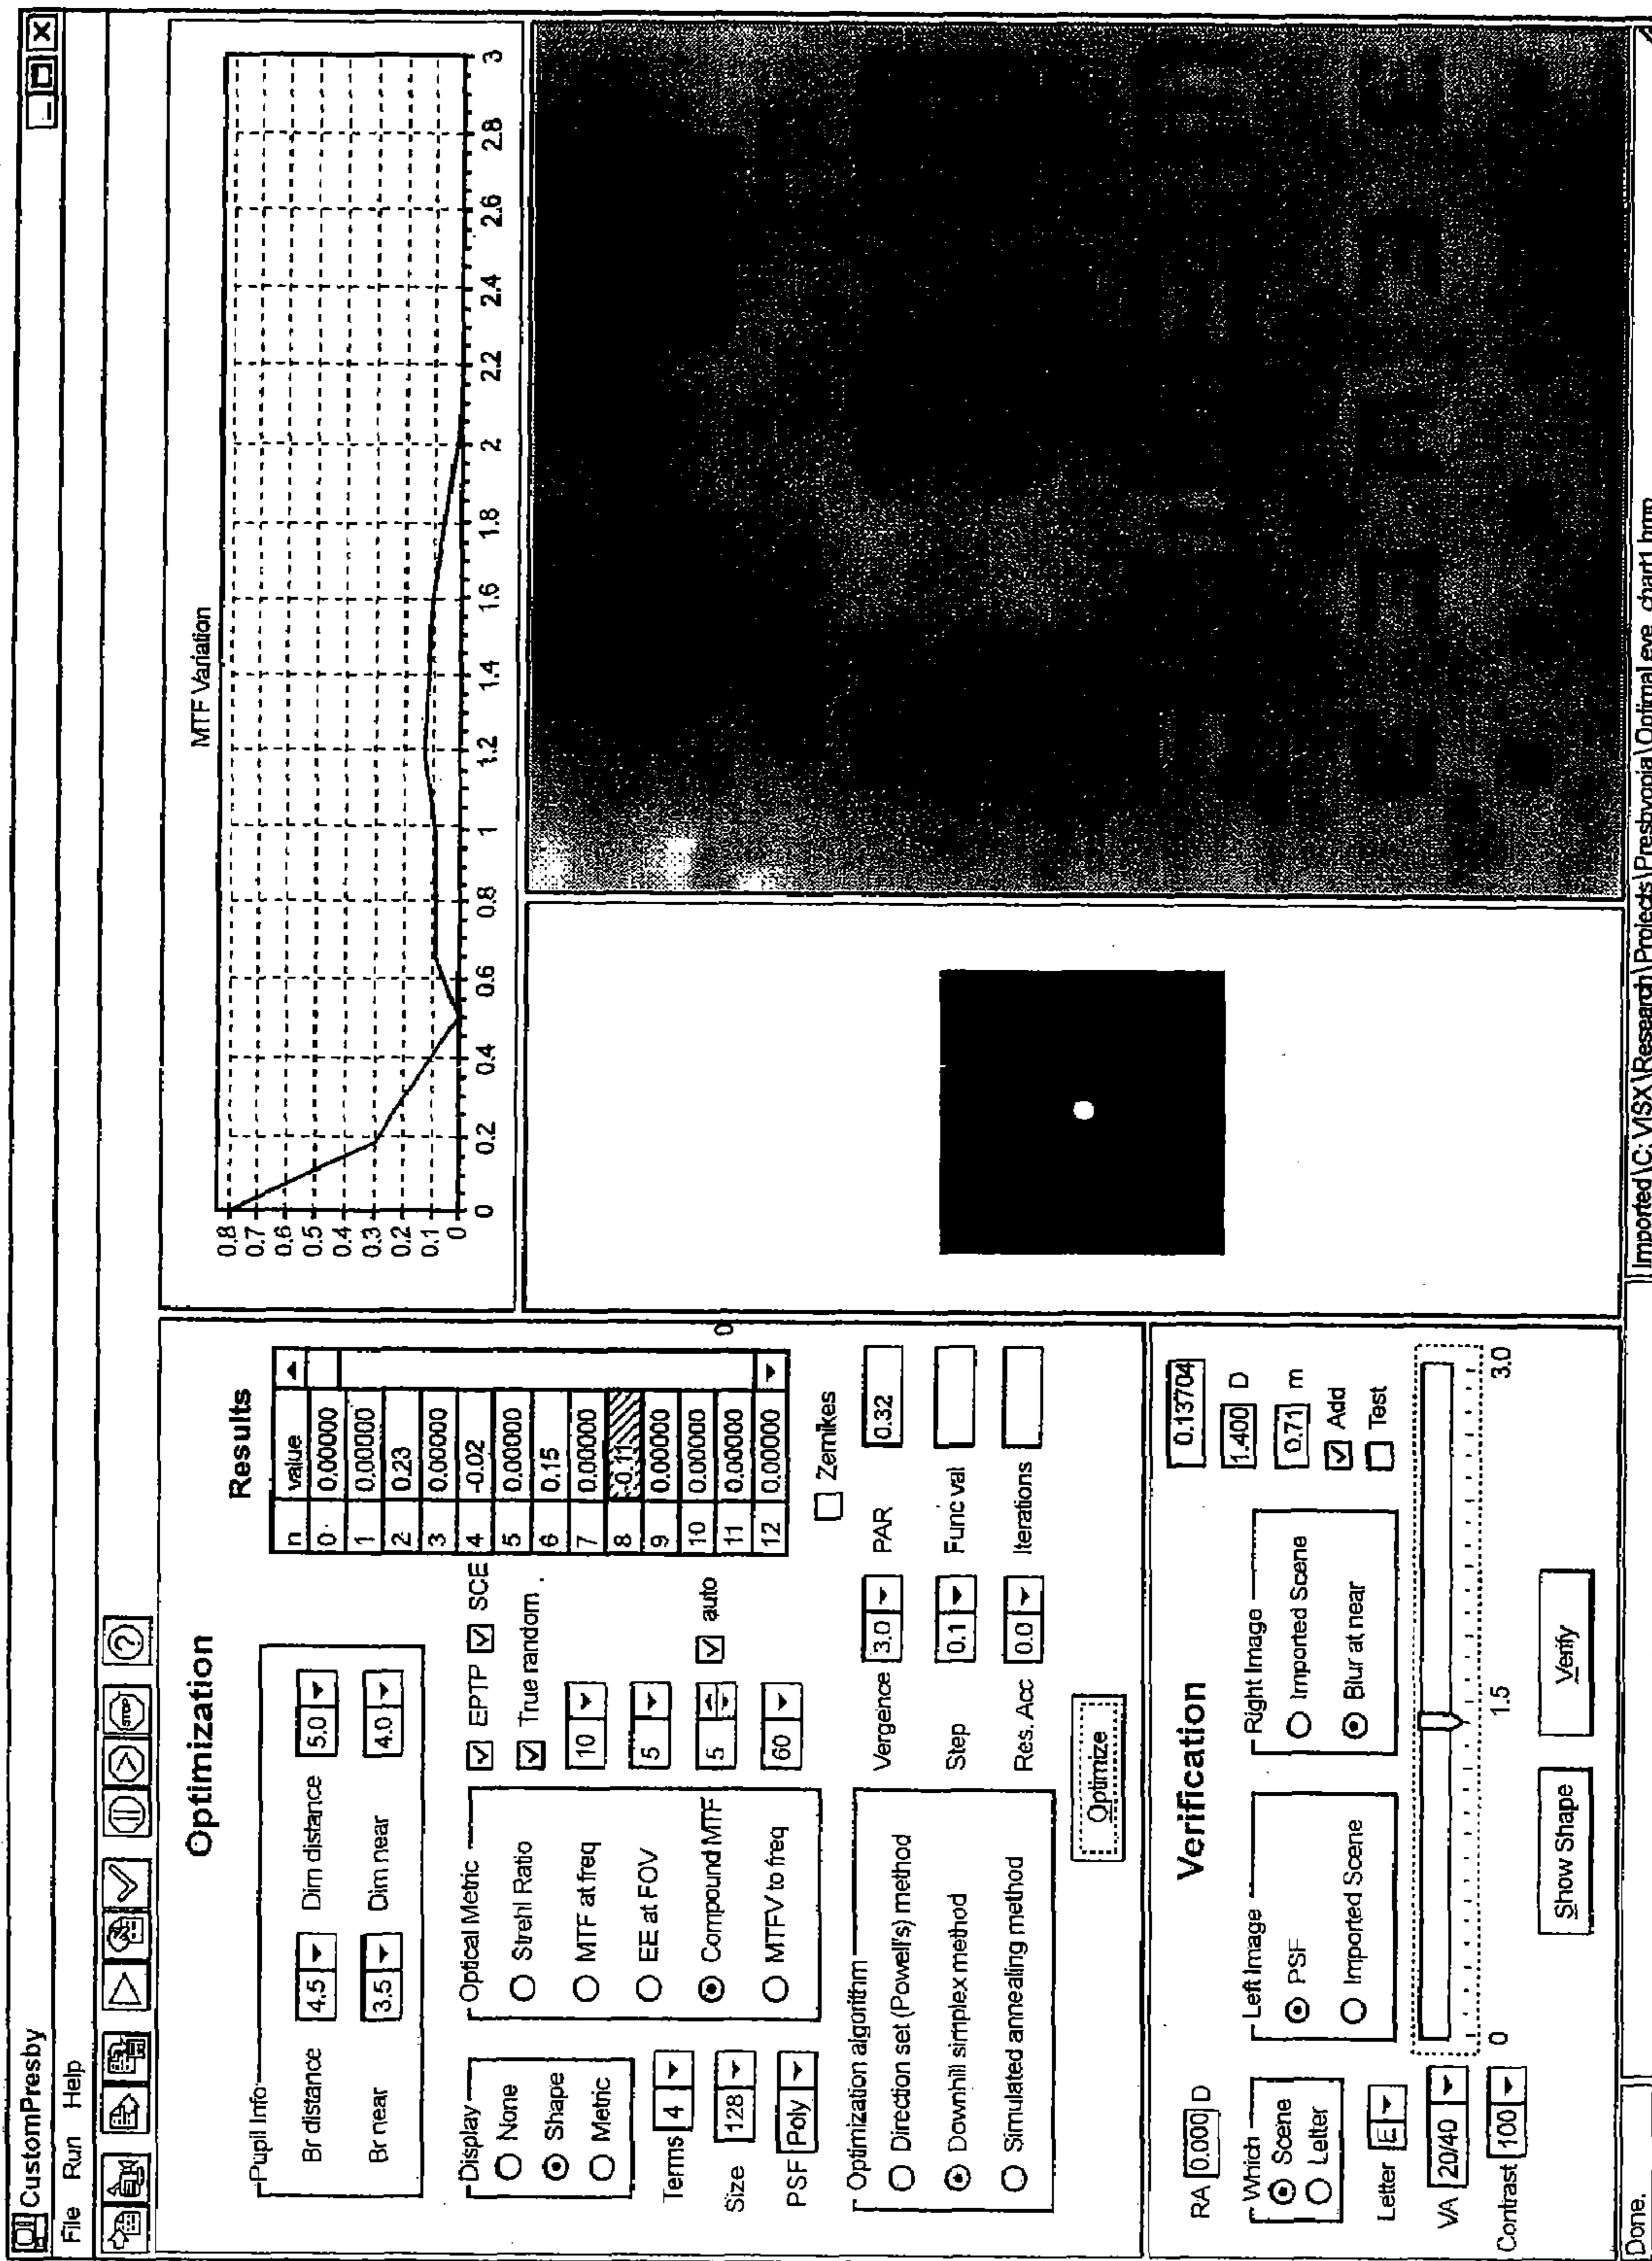 CustomPresby
File Run Help
STOP
Optimization
Pupil Info
Br distance 4.5 Dim distance 5.0
Br near 3.5 Dim near 4.0
Display
None
Shape
Metric
Terms 4
Size 128
PSF Poly
Optical Metric
Strehl Ratio
MTF at freq
EE at FOV
Compound MTF
MTFV to freq
EPTP SCE
True random
10
5
5 auto
60
Results
n value
0 0.00000
1 0.00000
2 0.23
3 0.00000
4 -0.02
5 0.00000
6 0.15
7 0.00000
8 -0.11
9 0.00000
10 0.00000
11 0.00000
12 0.00000
0
Zernikes
Optimization algorithm
Direction set (Powell's) method
Downhill simplex method
Simulated annealing method
Vergence 3.0 PAR 0.32
Step 0.1 Func val
Res. Acc 0.0 Iterations
Optimize
MTF Variation
0.8
0.7
0.6
0.5
0.4
0.3
0.2
0.1
0
0 0.2 0.4 0.6 0.8 1 1.2 1.4 1.6 1.8 2 2.2 2.4 2.6 2.8 3
Verification
RA 0.000 D
Which
Scene
Letter
Letter E
VA 20/40
Contrast 100
Left Image
PSF
Imported Scene
Right Image
Imported Scene
Blur at near
0.13704
1.400 D
0.71 m
Add
Test
0 1.5 3.0
Show Shape Verify
Done.
Imported\C: VISX\Research\Projects\Presbyopia\Optimal eye_chart1.bmp